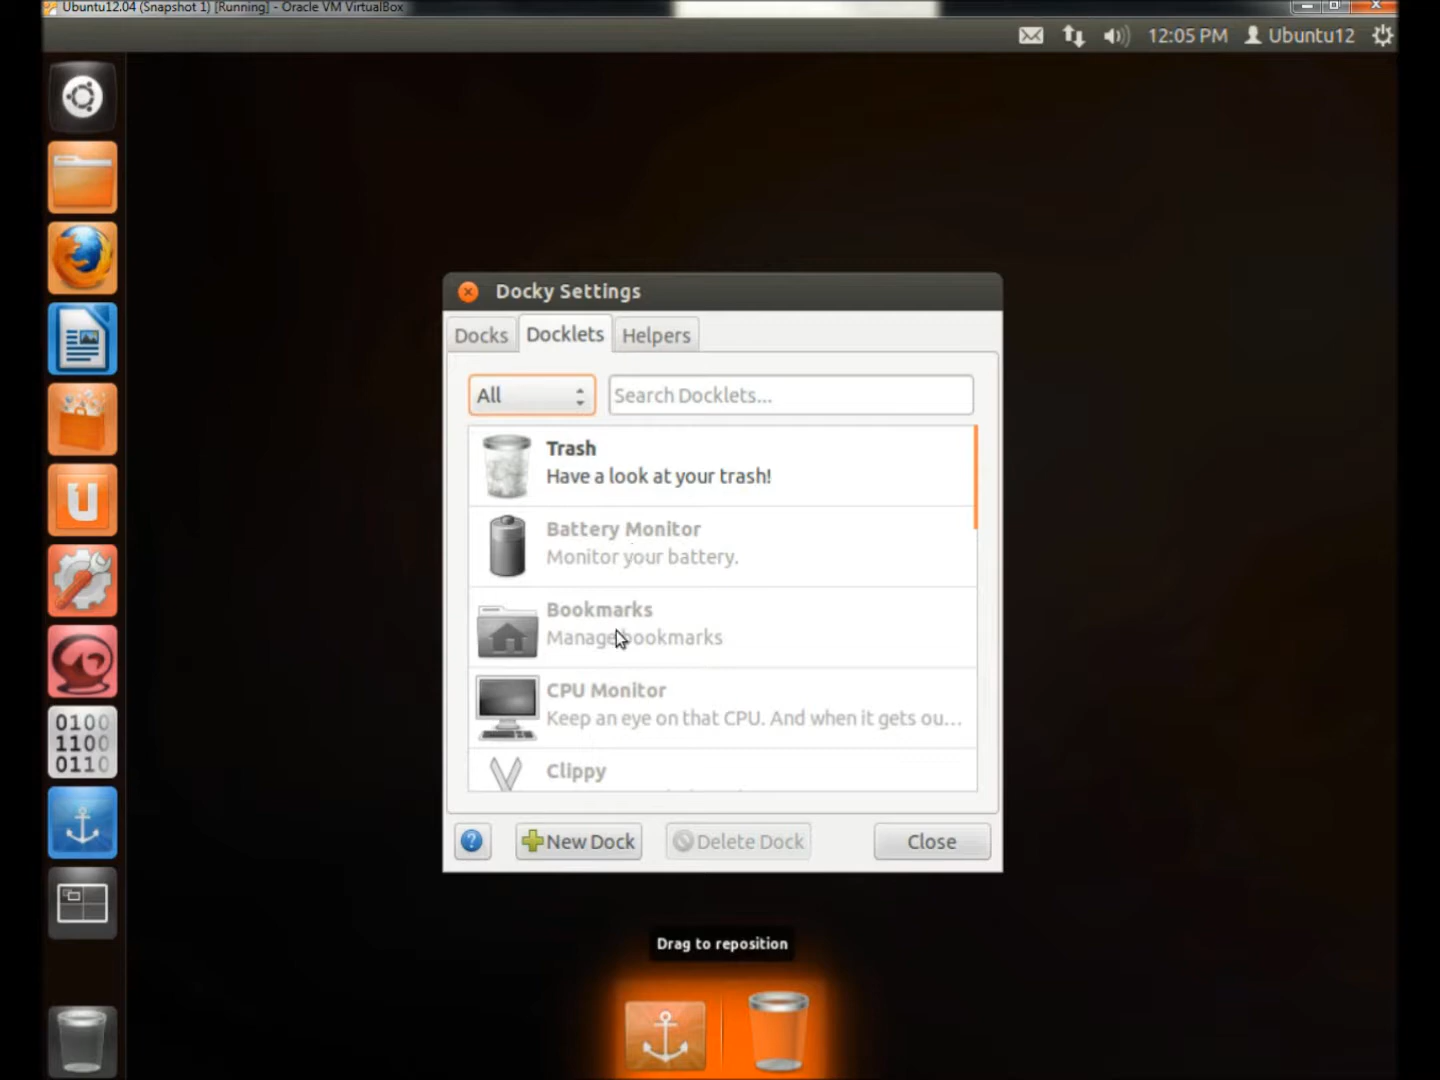 Ubuntu12.04 (Snapshot 1) [Running] - Oracle VM VirtualBox
12:05 PM
Ubuntu12
Docky Settings
Docks
Docklets
Helpers
All
Search Docklets...
Trash
Have a look at your trash!
Battery Monitor
Monitor your battery.
Bookmarks
Manage bookmarks
CPU Monitor
Keep an eye on that CPU. And when it gets ou...
Clippy
0100
1100
0110
? New Dock
Delete Dock
Close
Drag to reposition